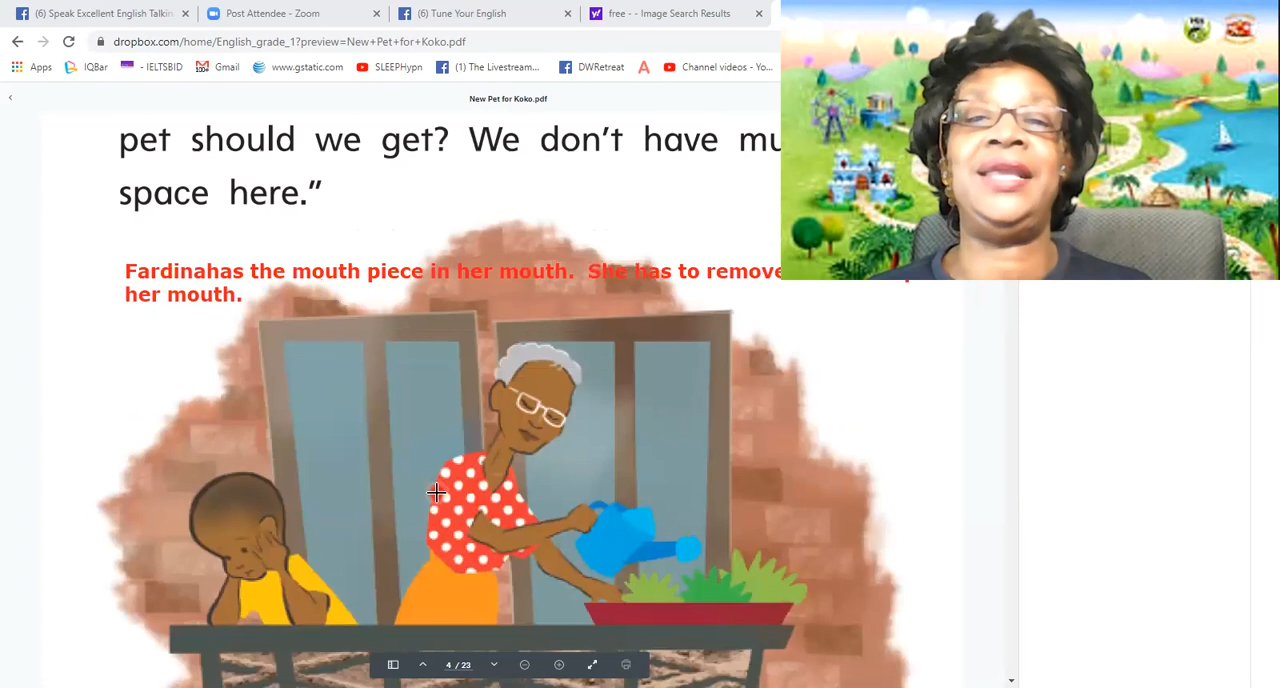 (6) Speak Excellent English Talkin
Post Attendee - Zoom
(6) Tune Your English
free - - Image Search Results
dropbox.com/home/English_grade_1?preview=New+Pet+for+Koko.pdf
Apps
IQBar
- IELTSBID
Gmail
www.gstatic.com
SLEEPHypn
(1) The Livestream...
DWRetreat
Channel videos - Yo...
New Pet for Koko.pdf
pet should we get? We don't have mu
space here.”
Fardinahas the mouth piece in her mouth. She has to remove
her mouth.
4 / 23